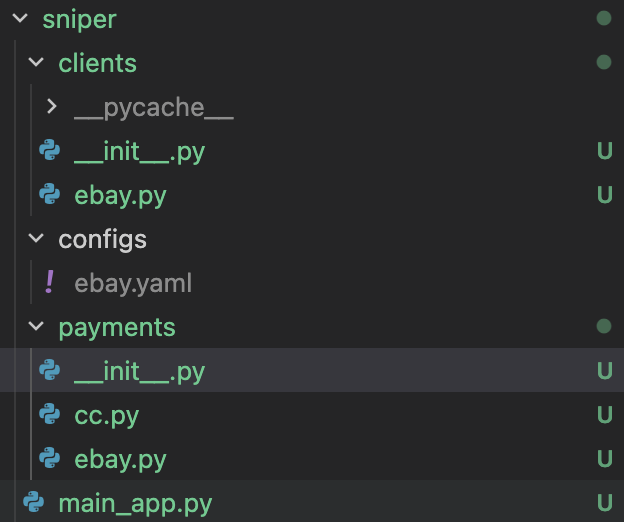 sniper
clients
__pycache__
__init__.py U
ebay.py U
configs
! ebay.yaml
payments
__init__.py U
cc.py U
ebay.py U
main_app.py U